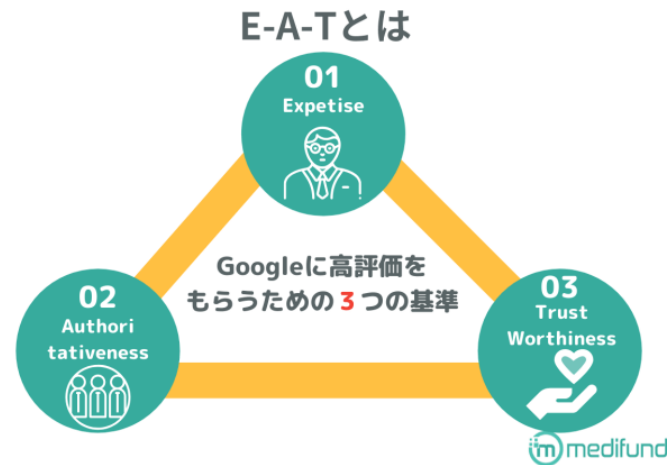 E-A-Tとは
01
Expetise
Googleに高評価を
もらうための3つの基準
02
Authori
tativeness
03
Trust
Worthiness
m medifund